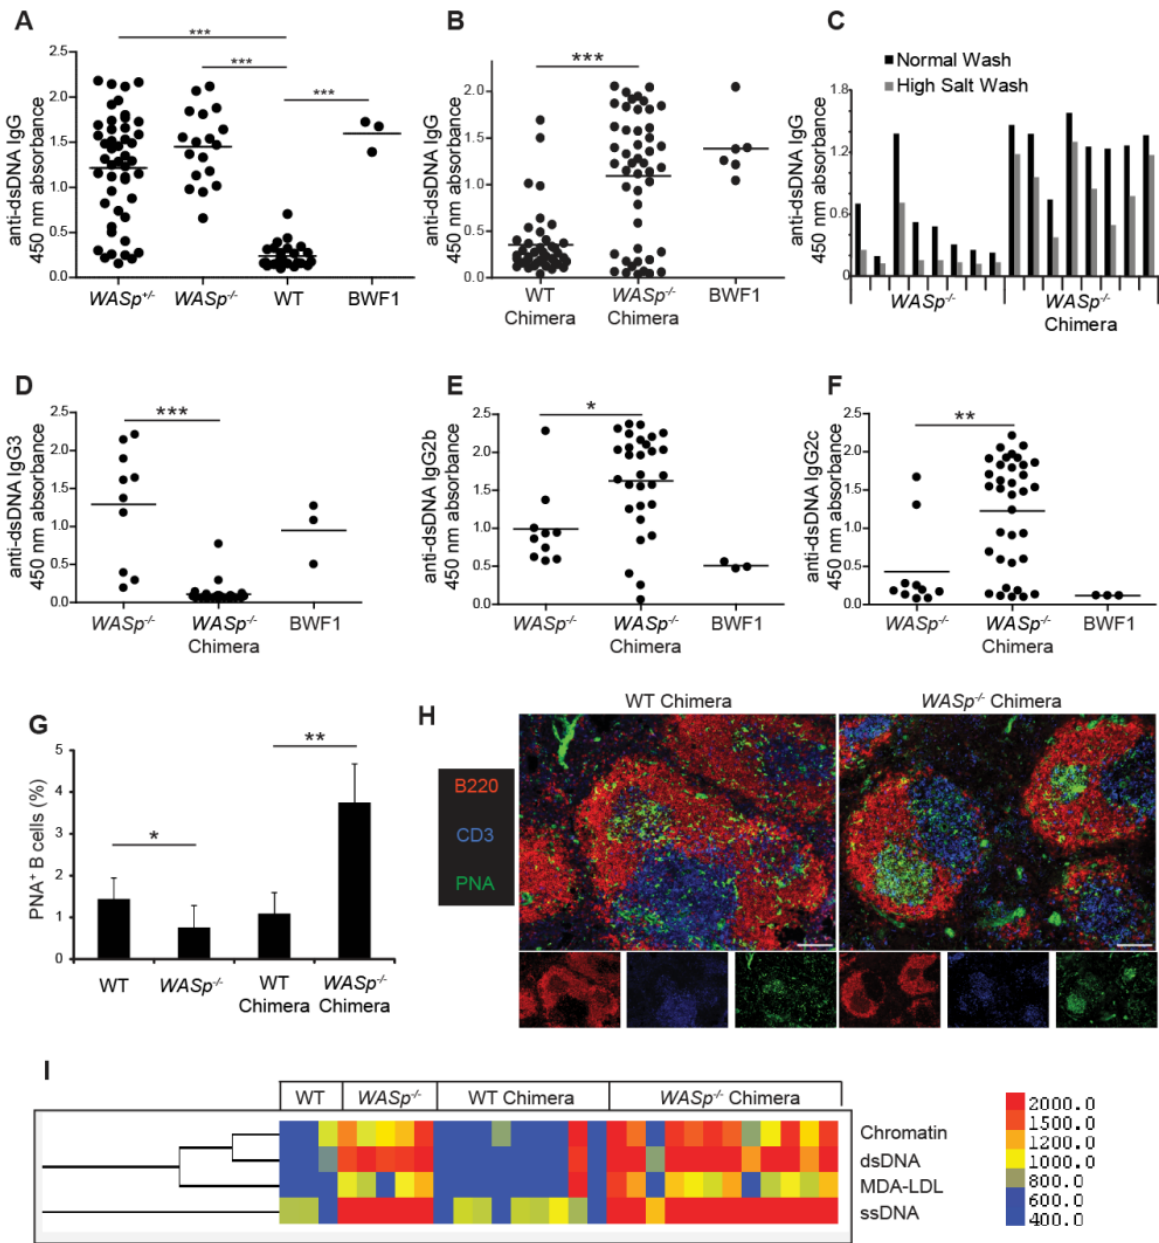 A
***
***
***
anti-dsDNA IgG
450 nm absorbance
2.5
2.0
1.5
1.0
0.5
0.0
WASp+/-
WASp-/-
WT
BWF1
B
***
anti-dsDNA IgG
450 nm absorbance
2.0
1.5
1.0
0.5
0.0
WT
Chimera
WASp-/-
Chimera
BWF1
C
Normal Wash
High Salt Wash
anti-dsDNA IgG
450 nm absorbance
1.8
1.2
0.6
0
WASp-/-
WASp-/-
Chimera
D
***
anti-dsDNA IgG3
450 nm absorbance
2.5
2.0
1.5
1.0
0.5
0.0
WASp-/-
WASp-/-
Chimera
BWF1
E
*
anti-dsDNA IgG2b
450 nm absorbance
2.5
2.0
1.5
1.0
0.5
0.0
WASp-/-
WASp-/-
Chimera
BWF1
F
**
anti-dsDNA IgG2c
450 nm absorbance
2.5
2.0
1.5
1.0
0.5
0.0
WASp-/-
WASp-/-
Chimera
BWF1
G
**
*
PNA+ B cells (%)
5
4
3
2
1
0
WT
WASp-/-
WT
Chimera
WASp-/-
Chimera
H
WT Chimera
WASp-/- Chimera
B220
CD3
PNA
I
WT
WASp-/-
WT Chimera
WASp-/- Chimera
Chromatin
dsDNA
MDA-LDL
ssDNA
2000.0
1500.0
1200.0
1000.0
800.0
600.0
400.0